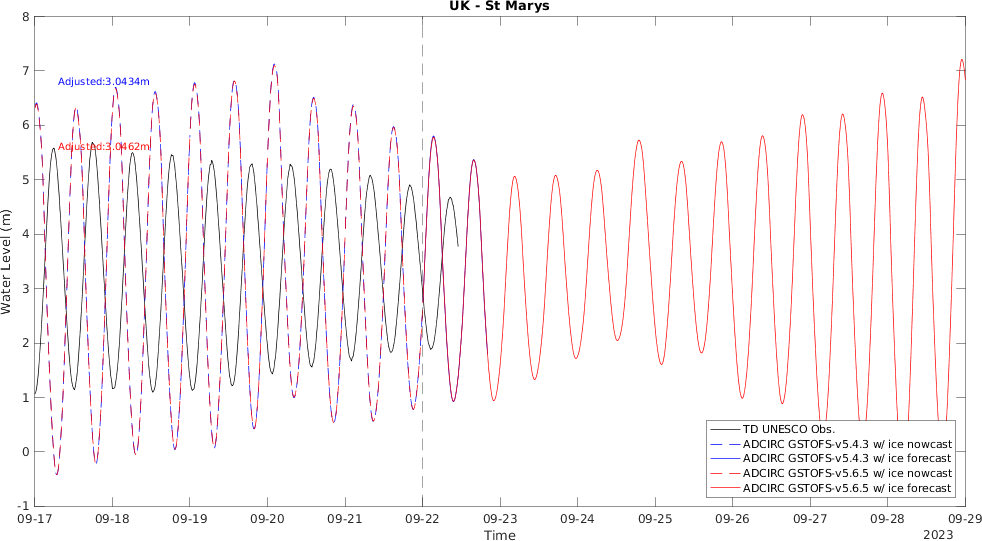 UK - St Marys
8
7
6
5
4
3
2
1
0
-1
Water Level (m)
Adjusted:3.0434m
Adjusted:3.0462m
TD UNESCO Obs.
ADCIRC GSTOFS-v5.4.3 w/ ice nowcast
ADCIRC GSTOFS-v5.4.3 w/ ice forecast
ADCIRC GSTOFS-v5.6.5 w/ ice nowcast
ADCIRC GSTOFS-v5.6.5 w/ ice forecast
09-17 09-18 09-19 09-20 09-21 09-22 09-23 09-24 09-25 09-26 09-27 09-28 09-29
Time
2023